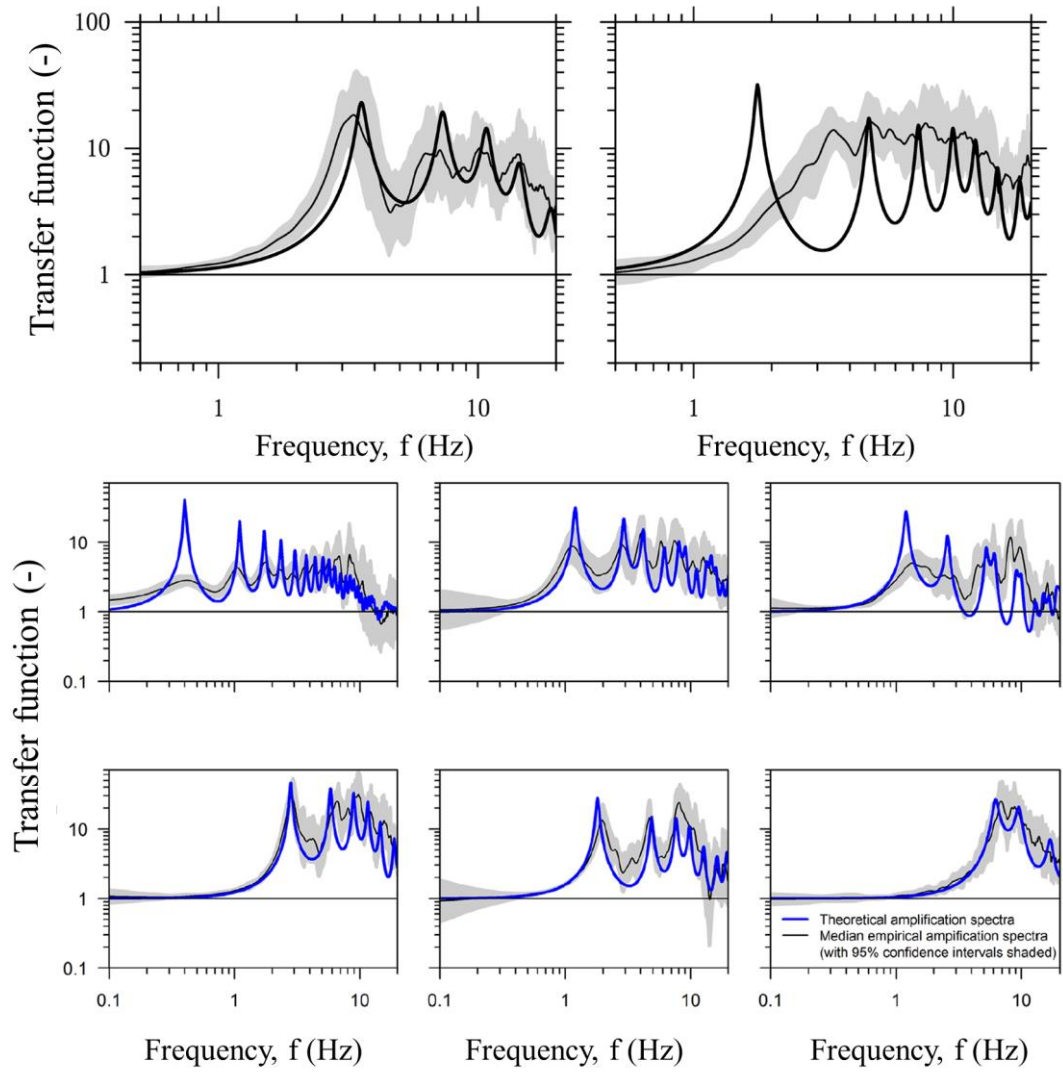 100
10
1
Transfer function (-)
1 10 1 10
Frequency, f (Hz) Frequency, f (Hz)
10
1
0.1
10
1
0.1
Transfer function (-)
Theoretical amplification spectra
Median empirical ampification spectra
(with 95% confidence intervals shaded)
0.1 1 10 0.1 1 10 0.1 1 10
Frequency, f (Hz) Frequency, f (Hz) Frequency, f (Hz)